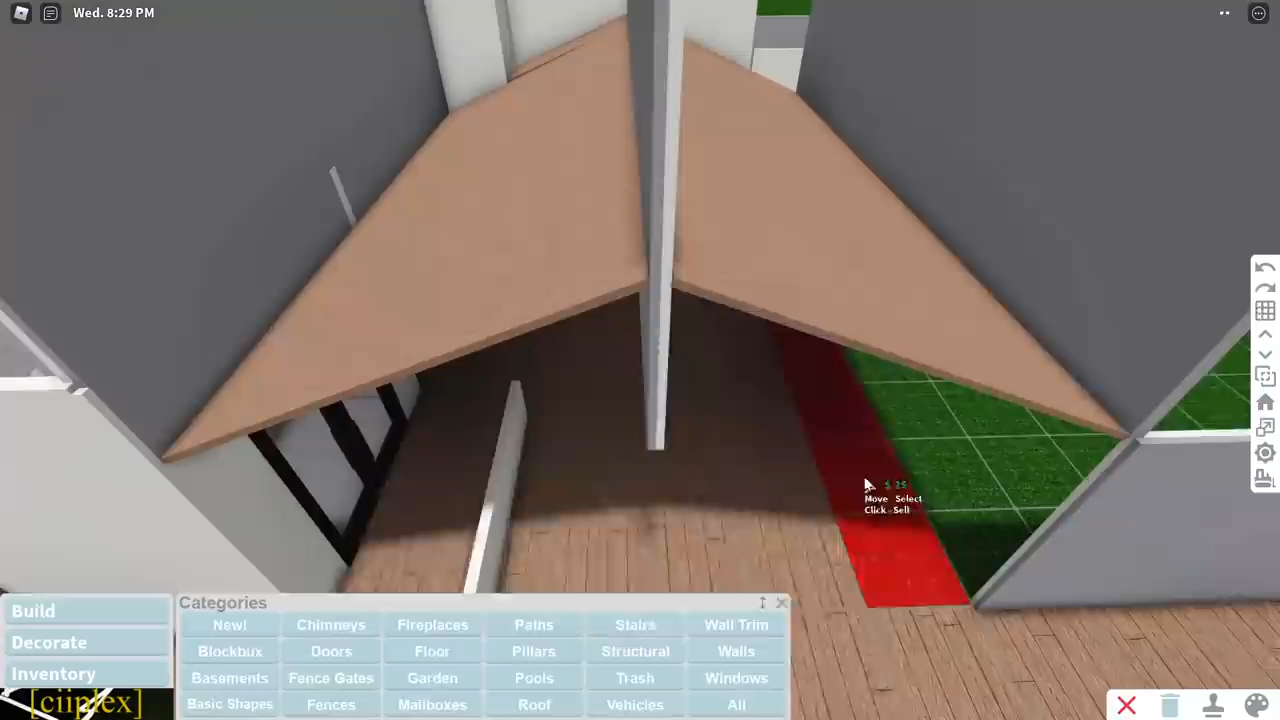 Wed. 8:29 PM
$ 25
Move Select
Click Sell
Build
Decorate
Inventory
Categories
New! Chimneys Fireplaces Paths Stairs Wall Trim
Blockbux Doors Floor Pillars Structural Walls
Basements Fence Gates Garden Pools Trash Windows
Basic Shapes Fences Mailboxes Roof Vehicles All
[ciiplex]